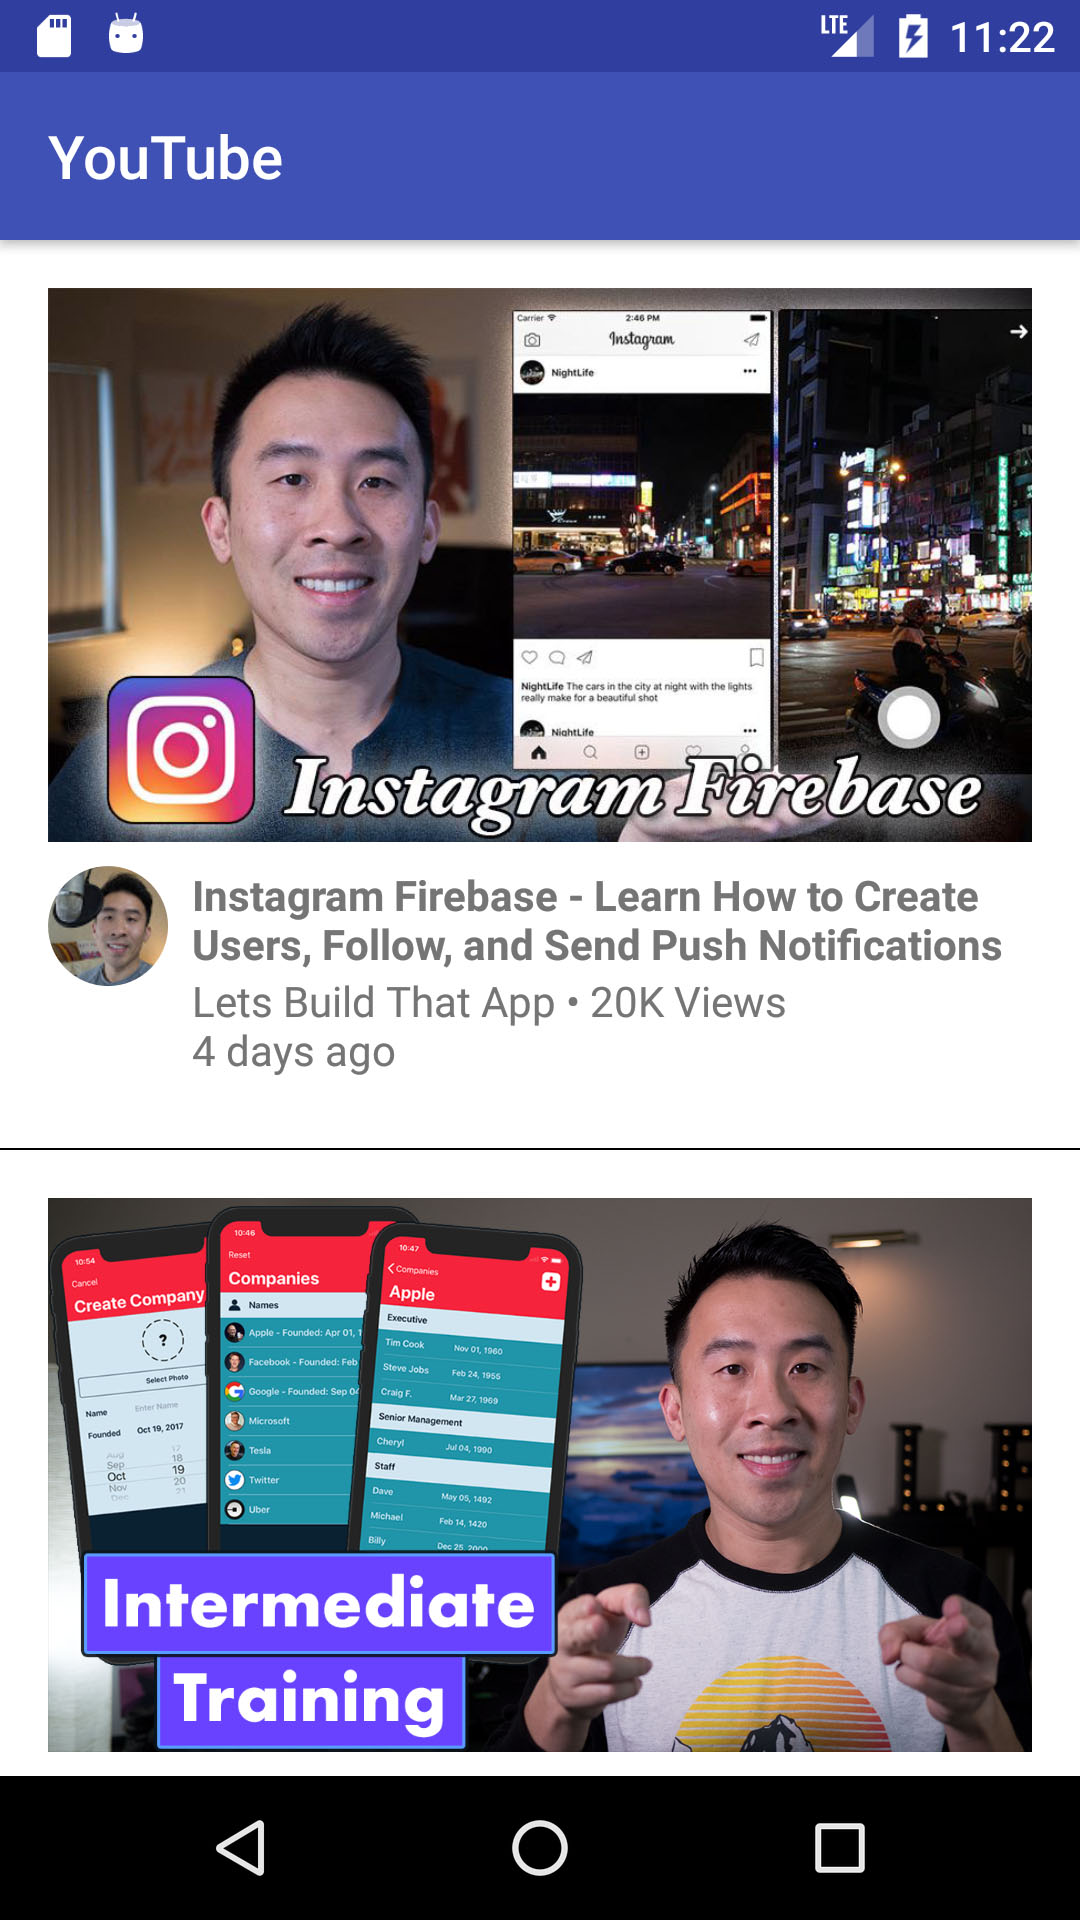 LTE 11:22
YouTube
Carrier 2:46 PM
Instagram
NightLife
NightLife The cars in the city at night with the lights
really make for a beautiful shot
NightLife
Instagram Firebase
Instagram Firebase - Learn How to Create
Users, Follow, and Send Push Notifications
Lets Build That App • 20K Views
4 days ago
10:54
Cancel
Create Company
?
Select Photo
Name Enter Name
Founded Oct 19, 2017
Aug 17
Sep 18
Oct 19
Nov 20
Dec 21
10:46
Reset
Companies
Names
Apple - Founded: Apr 01, 1
Facebook - Founded: Feb
Google - Founded: Sep 04
Microsoft
Tesla
Twitter
Uber
10:47
Companies
Apple
Executive
Tim Cook Nov 01, 1960
Steve Jobs Feb 24, 1955
Craig F. Mar 27, 1969
Senior Management
Cheryl Jul 04, 1990
Staff
Dave May 05, 1492
Michael Feb 14, 1420
Billy Dec 25, 2000
Intermediate
Training